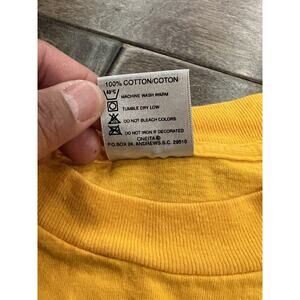 100% COTTON/COTON
40°C
MACHINE WASH WARM
TUMBLE DRY LOW
DO NOT BLEACH COLORS
DO NOT IRON IF DECORATED
ONEITA ©
P.O.BOX 24, ANDREWS S.C. 29510